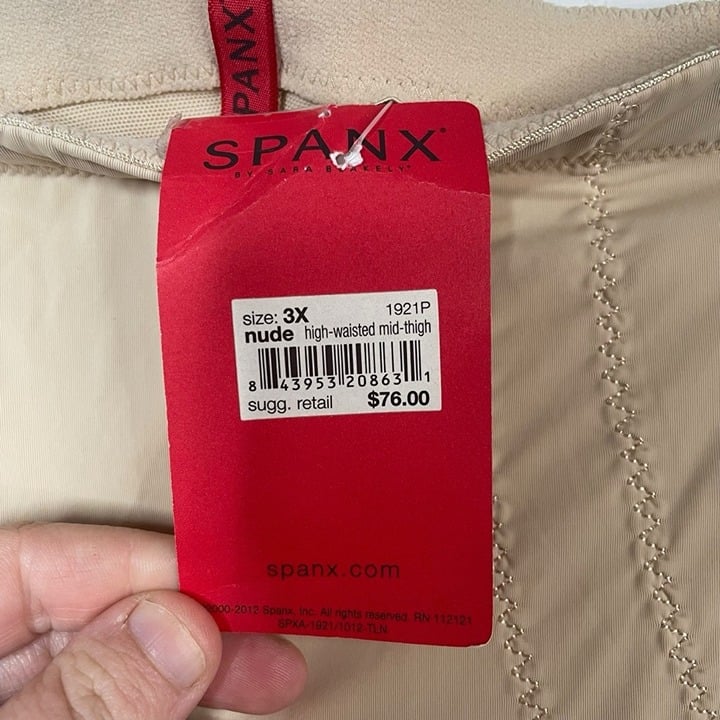 PANX
SPANX®
BY SARA BLAKELY®
size: 3X 1921P
nude high-waisted mid-thigh
8 43953 20863 1
sugg. retail $76.00
spanx.com
2000-2012 Spanx, Inc. All rights reserved. RN 112121
SPXA-1921/1012-TLN